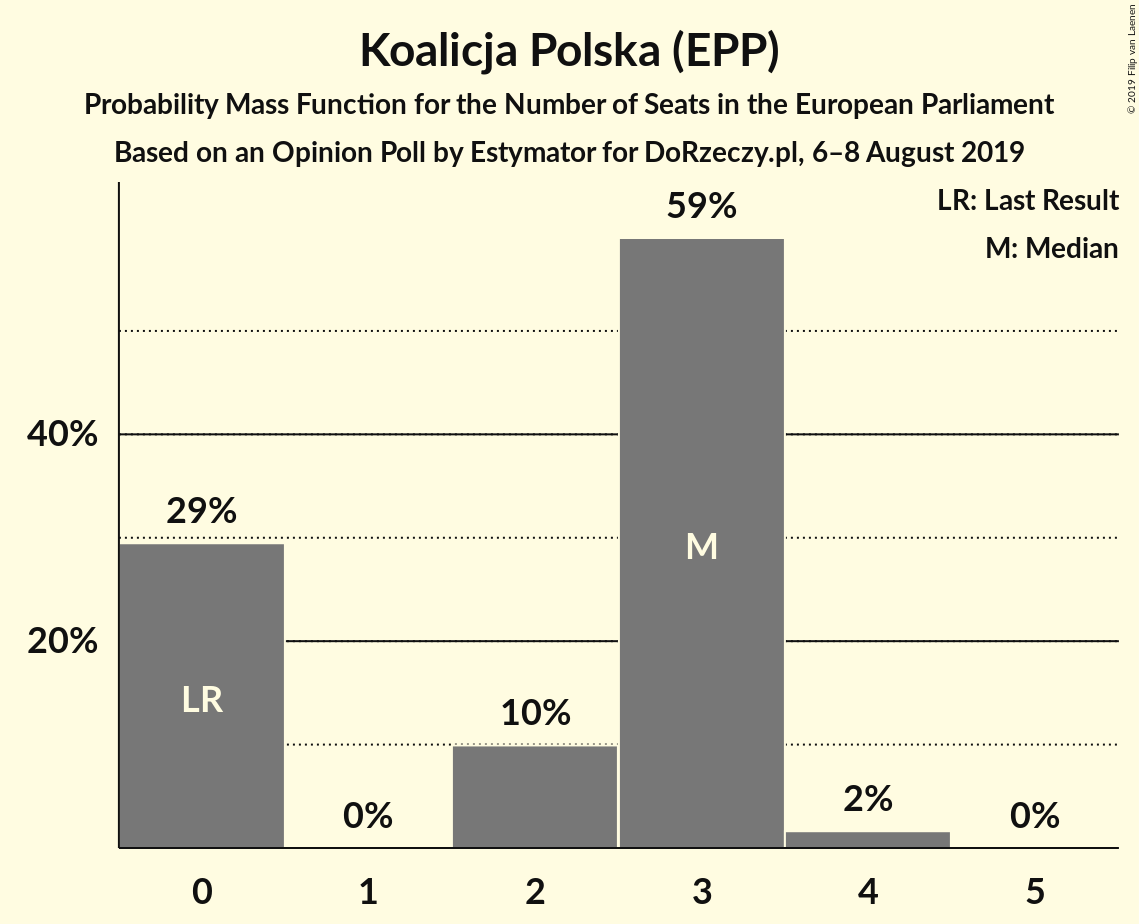 Koalicja Polska (EPP)
Probability Mass Function for the Number of Seats in the European Parliament
Based on an Opinion Poll by Estymator for DoRzeczy.pl, 6–8 August 2019
© 2019 Filip van Laenen
LR: Last Result
M: Median
59%
40%
29%
M
20%
LR
10%
2%
0%
0%
0 1 2 3 4 5